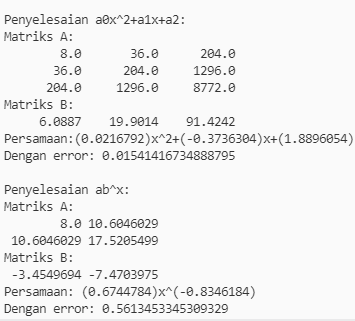 Penyelesaian a0x^2+a1x+a2:
Matriks A:
8.0 36.0 204.0
36.0 204.0 1296.0
204.0 1296.0 8772.0
Matriks B:
6.0887 19.9014 91.4242
Persamaan:(0.0216792)x^2+(-0.3736304)x+(1.8896054)
Dengan error: 0.01541416734888795
Penyelesaian ab^x:
Matriks A:
8.0 10.6046029
10.6046029 17.5205499
Matriks B:
-3.4549694 -7.4703975
Persamaan: (0.6744784)x^(-0.8346184)
Dengan error: 0.5613453345309329